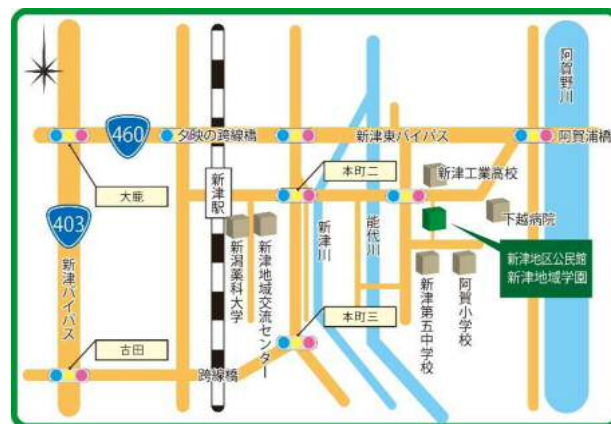 460
夕映の跨線橋
新津東バイパス
阿賀浦橋
阿賀野川
大鹿
403
新津バイパス
新津駅
本町二
新津工業高校
下越病院
新潟薬科大学
新津地域交流センター
新津川
能代川
新津第五中学校
阿賀小学校
新津地区公民館
新津地域学園
本町三
古田
跨線橋